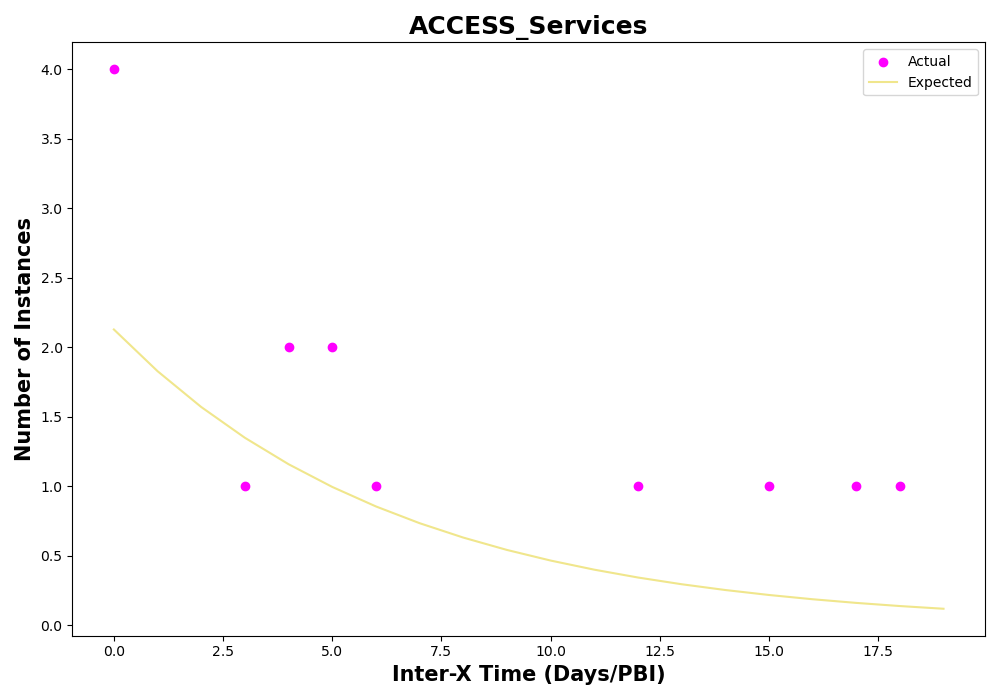 ACCESS_Services
Actual
Expected
Number of Instances
4.0
3.5
3.0
2.5
2.0
1.5
1.0
0.5
0.0
0.0 2.5 5.0 7.5 10.0 12.5 15.0 17.5
Inter-X Time (Days/PBI)